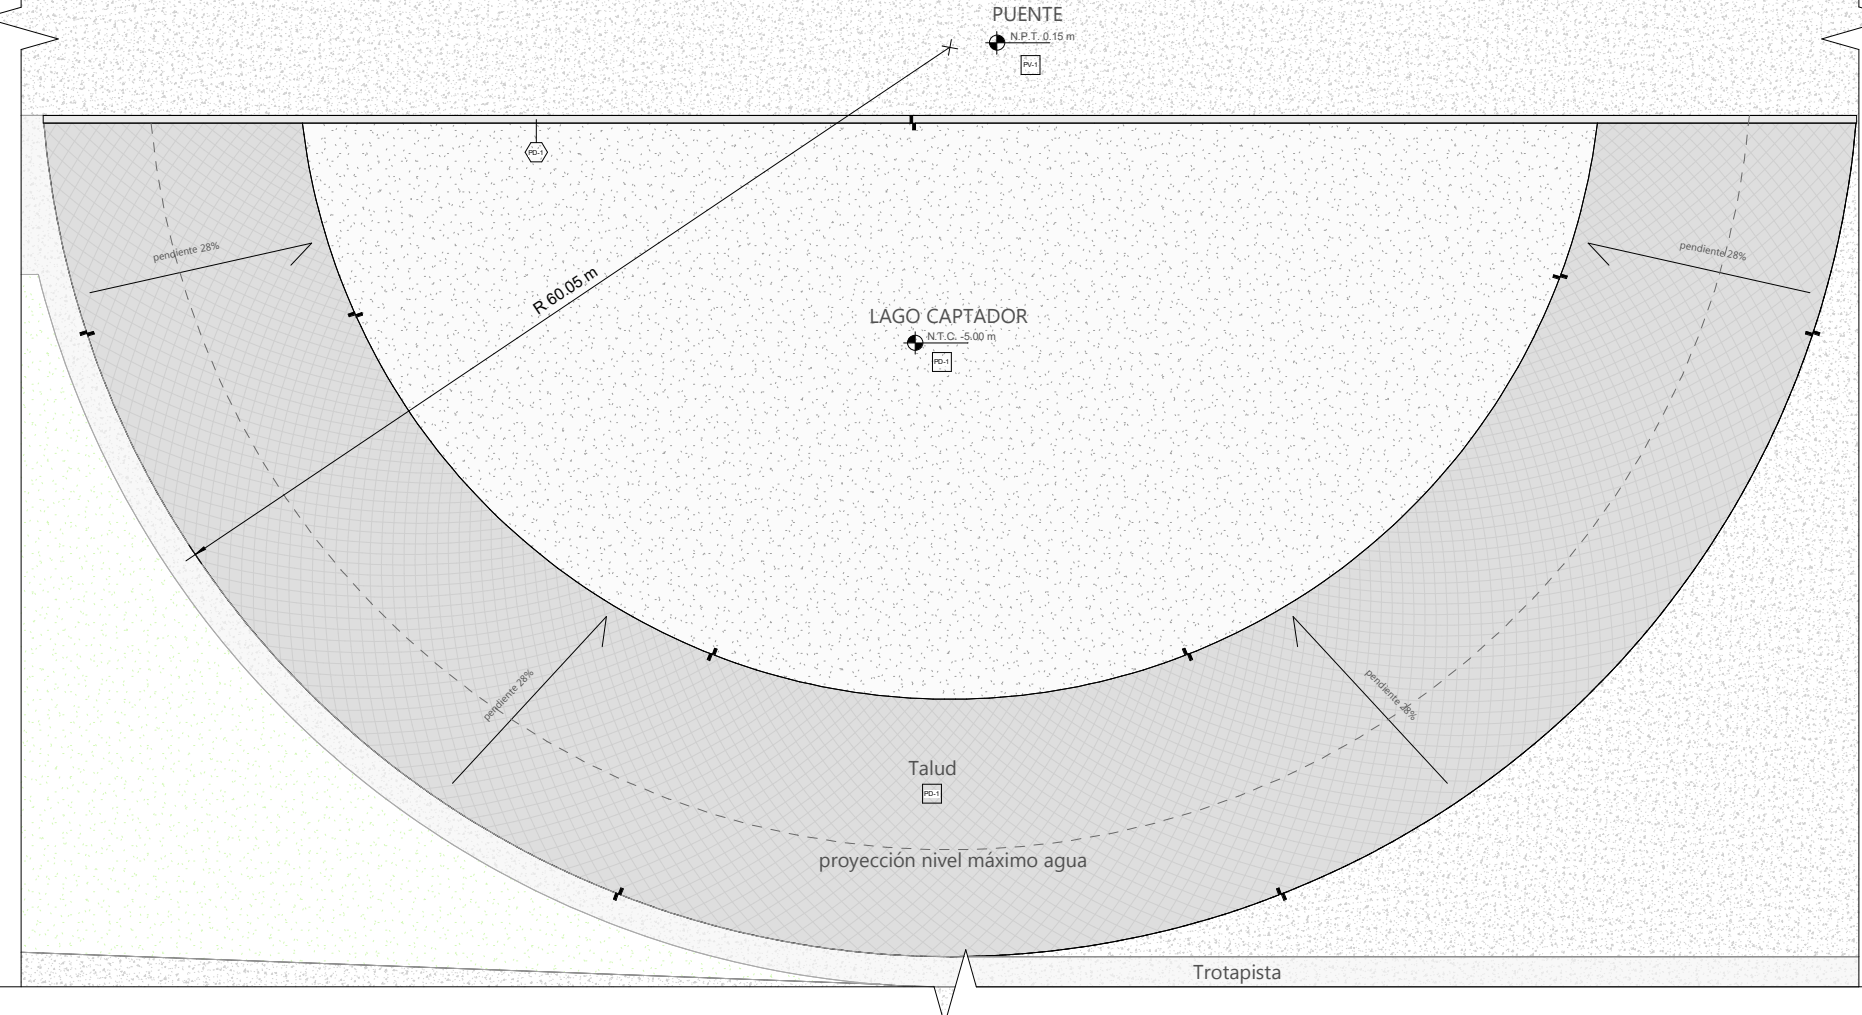 PUENTE
N.P.T. 0.15 m
PV-1
PD-1
pendiente 28%
pendiente 28%
R 60.05 m
LAGO CAPTADOR
N.T.C. -5.00 m
PD-1
pendiente 28%
pendiente 28%
Talud
PD-1
proyección nivel máximo agua
Trotapista